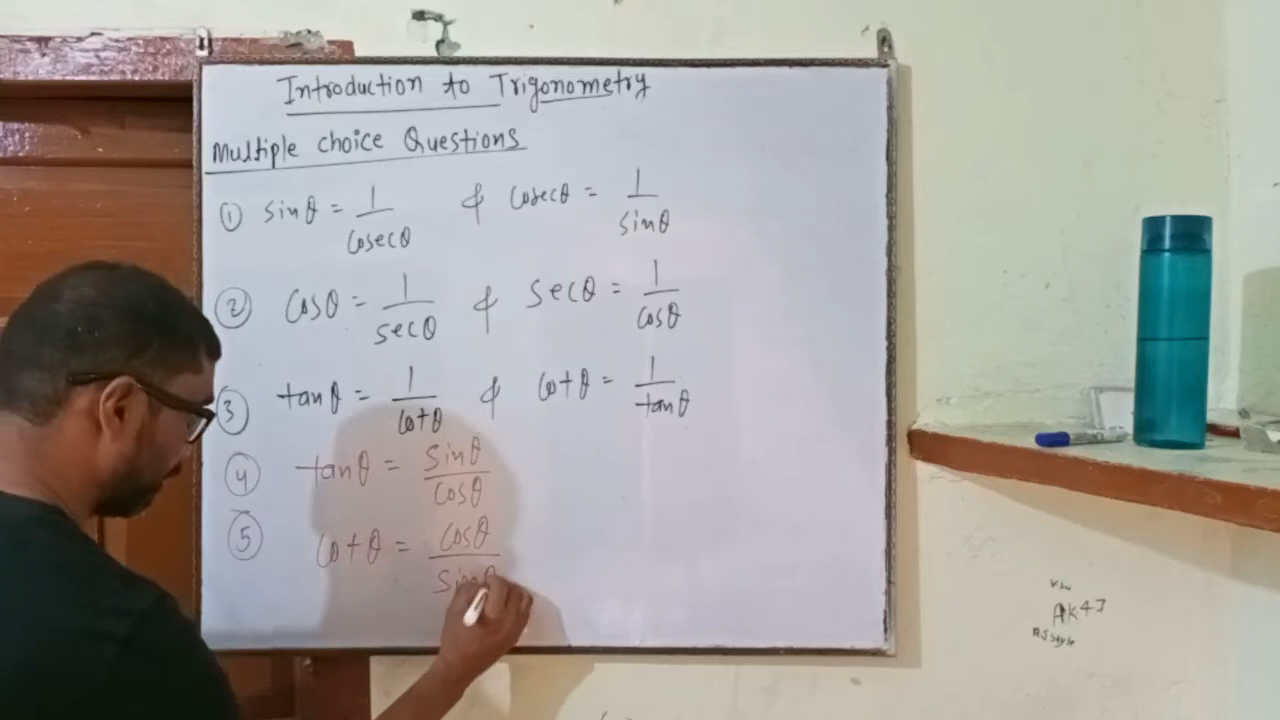 Introduction to Trigonometry
Multiple choice Questions
① sinθ = 1/cosecθ & cosecθ = 1/sinθ
② cosθ = 1/secθ & secθ = 1/cosθ
③ tanθ = 1/cotθ & cotθ = 1/tanθ
④ tanθ = sinθ/cosθ
⑤ cotθ = cosθ/sinθ
AK47